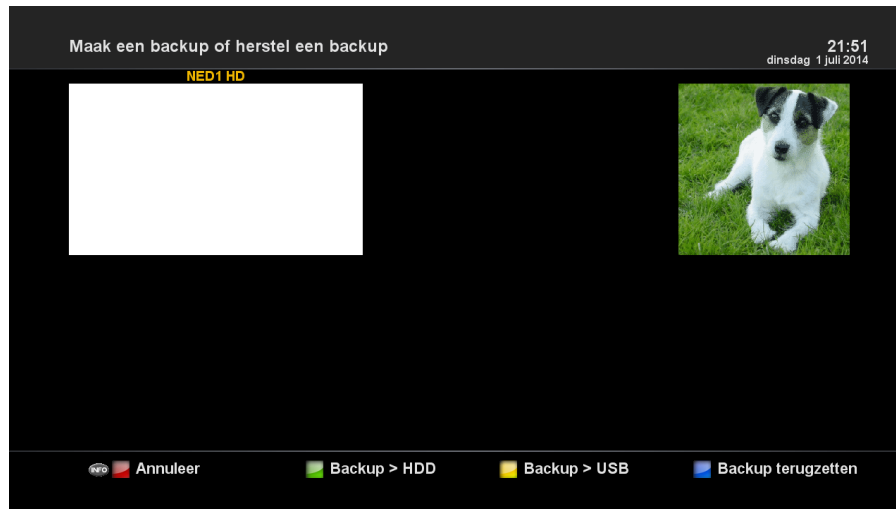 Maak een backup of herstel een backup
21:51
dinsdag 1 juli 2014
NED1 HD
INFO Annuleer
Backup > HDD
Backup > USB
Backup terugzetten